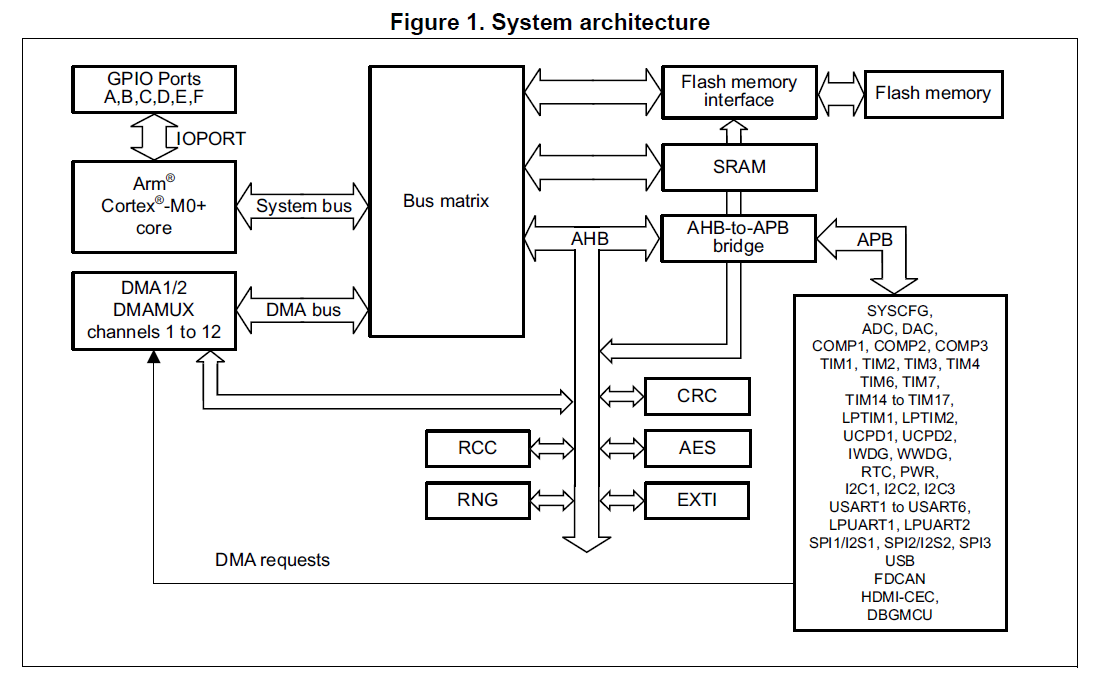 Figure 1. System architecture
GPIO Ports
A,B,C,D,E,F
IOPORT
Arm®
Cortex®-M0+
core
System bus
DMA1/2
DMAMUX
channels 1 to 12
DMA bus
Bus matrix
Flash memory
interface
Flash memory
SRAM
AHB
AHB-to-APB
bridge
APB
CRC
RCC
AES
RNG
EXTI
SYSCFG,
ADC, DAC,
COMP1, COMP2, COMP3
TIM1, TIM2, TIM3, TIM4
TIM6, TIM7,
TIM14 to TIM17,
LPTIM1, LPTIM2,
UCPD1, UCPD2,
IWDG, WWDG,
RTC, PWR,
I2C1, I2C2, I2C3
USART1 to USART6,
LPUART1, LPUART2
SPI1/I2S1, SPI2/I2S2, SPI3
USB
FDCAN
HDMI-CEC,
DBGMCU
DMA requests